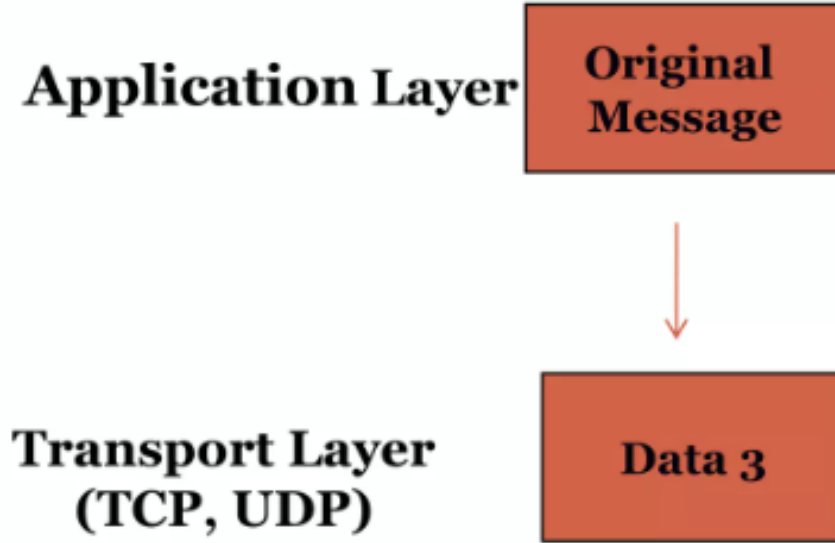 Application Layer
Original
Message
Transport Layer
(TCP, UDP)
Data 3